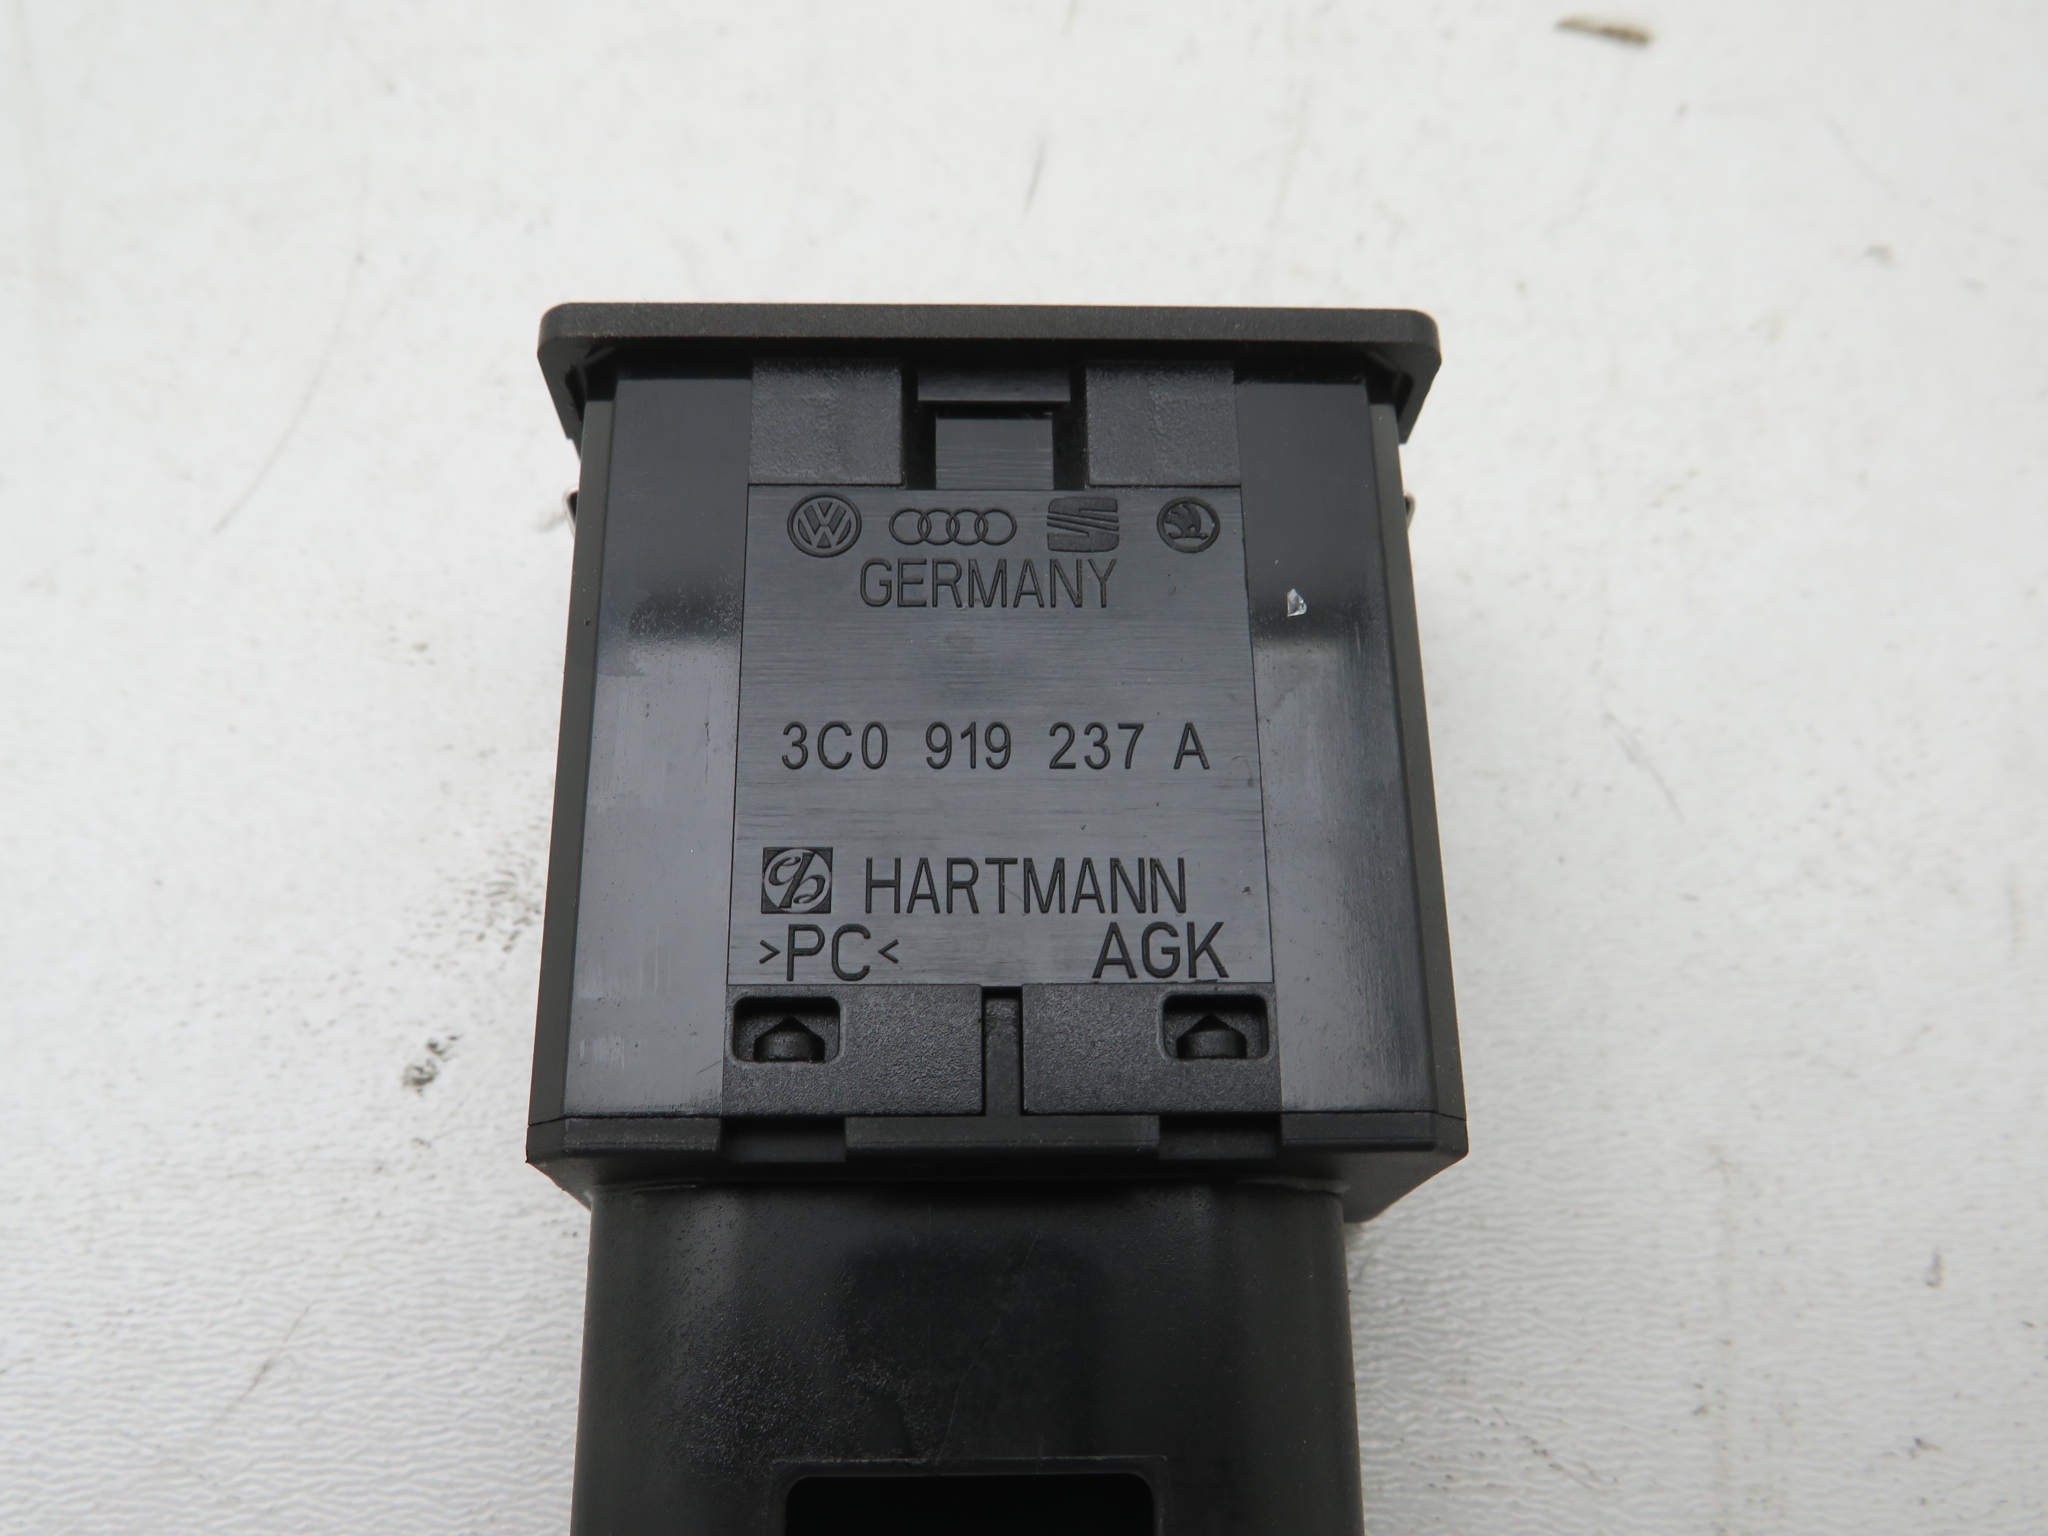 GERMANY
3C0 919 237 A
HARTMANN
>PC< AGK